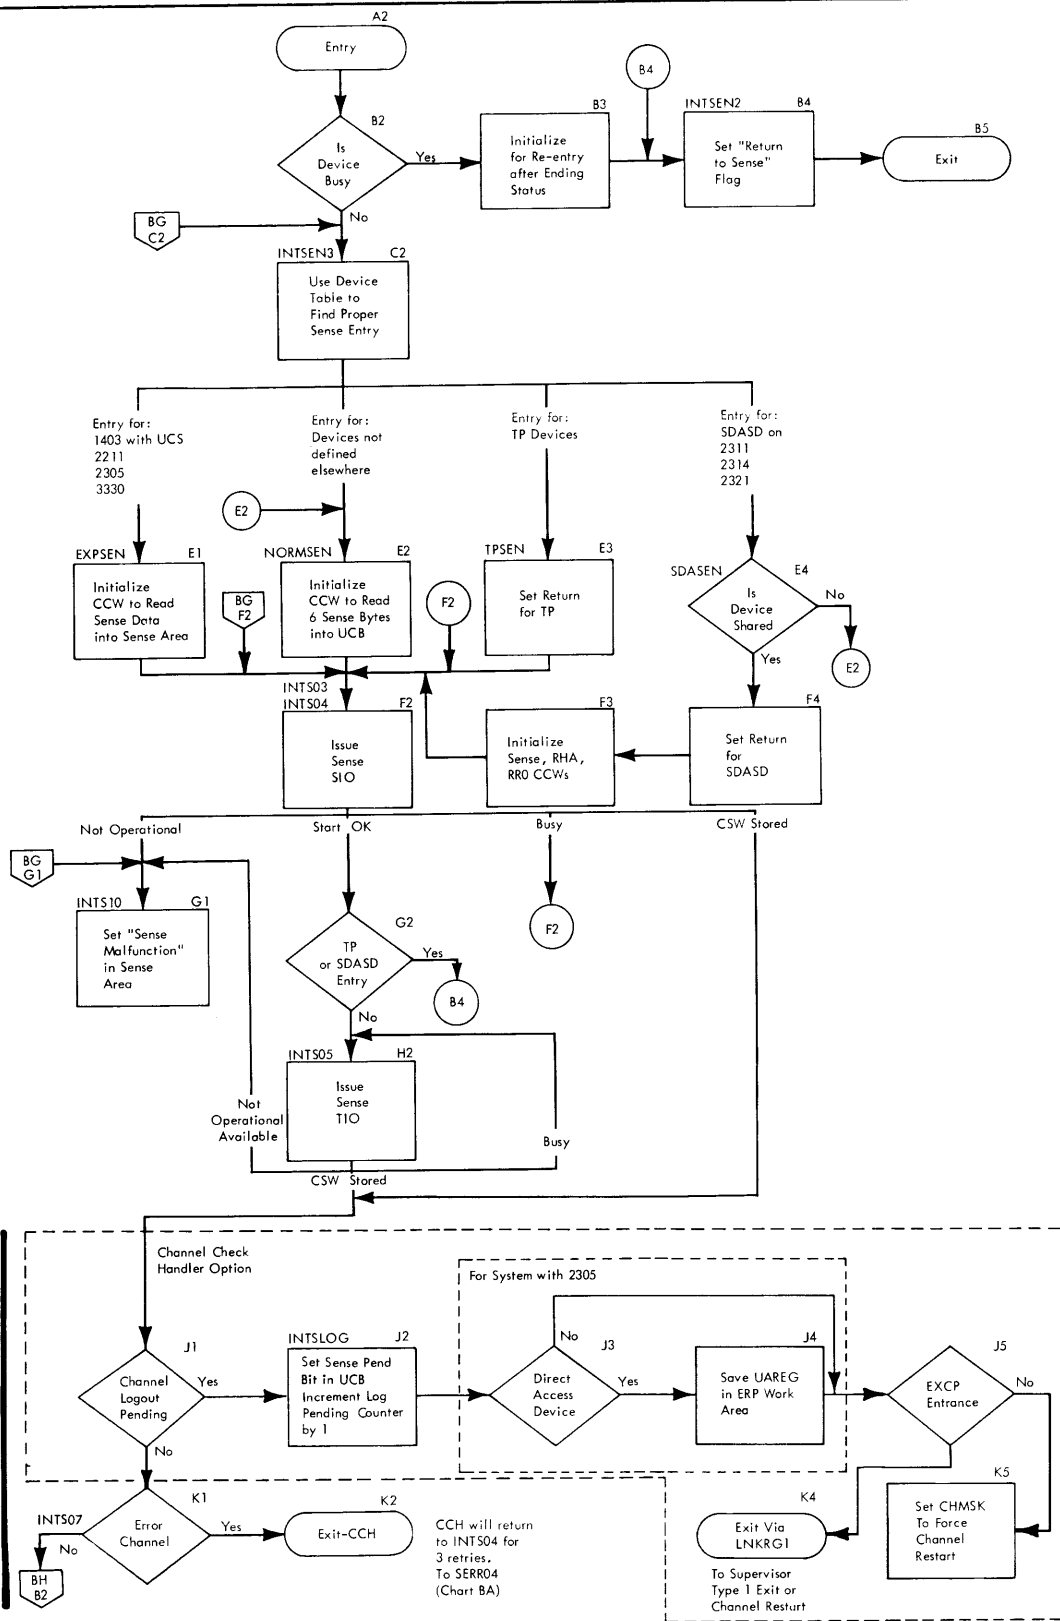 A2
Entry
B4
B2
Is
Device
Busy
Yes
No
B3
Initialize
for Re-entry
after Ending
Status
INTSEN2
B4
Set "Return
to Sense"
Flag
B5
Exit
BG
C2
INTSEN3
C2
Use Device
Table to
Find Proper
Sense Entry
Entry for:
1403 with UCS
2211
2305
3330
Entry for:
Devices not
defined
elsewhere
Entry for:
TP Devices
Entry for:
SDASD on
2311
2314
2321
E2
EXPSEN
E1
Initialize
CCW to Read
Sense Data
into Sense Area
BG
F2
NORMSEN
E2
Initialize
CCW to Read
6 Sense Bytes
into UCB
F2
TPSEN
E3
Set Return
for TP
SDASEN
E4
Is
Device
Shared
No
E2
Yes
INTS03
INTS04
F2
Issue
Sense
SIO
F3
Initialize
Sense, RHA,
RR0 CCWs
F4
Set Return
for
SDASD
Not Operational
Start OK
Busy
CSW Stored
BG
G1
INTS10
G1
Set "Sense
Malfunction"
in Sense
Area
G2
TP
or SDASD
Entry
Yes
B4
No
F2
INTS05
H2
Issue
Sense
TIO
Not
Operational
Available
Busy
CSW Stored
Channel Check
Handler Option
For System with 2305
J1
Channel
Logout
Pending
Yes
No
INTSLOG
J2
Set Sense Pend
Bit in UCB
Increment Log
Pending Counter
by 1
No
J3
Direct
Access
Device
Yes
J4
Save UAREG
in ERP Work
Area
J5
EXCP
Entrance
No
INTS07
K1
Error
Channel
No
Yes
BH
B2
K2
Exit-CCH
CCH will return
to INTS04 for
3 retries.
To SERR04
(Chart BA)
K4
Exit Via
LNKRG1
To Supervisor
Type 1 Exit or
Channel Resturt
K5
Set CHMSK
To Force
Channel
Restart